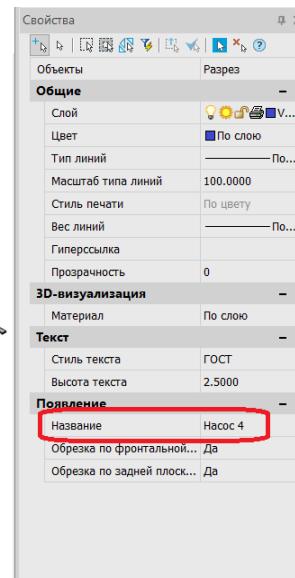 Свойства
Объекты Разрез
Общие
Слой V...
Цвет По слою
Тип линий По...
Масштаб типа линий 100.0000
Стиль печати По цвету
Вес линий По...
Гиперссылка
Прозрачность 0
3D-визуализация
Материал По слою
Текст
Стиль текста ГОСТ
Высота текста 2.5000
Появление
Название Насос 4
Обрезка по фронтальной... Да
Обрезка по задней плоск... Да